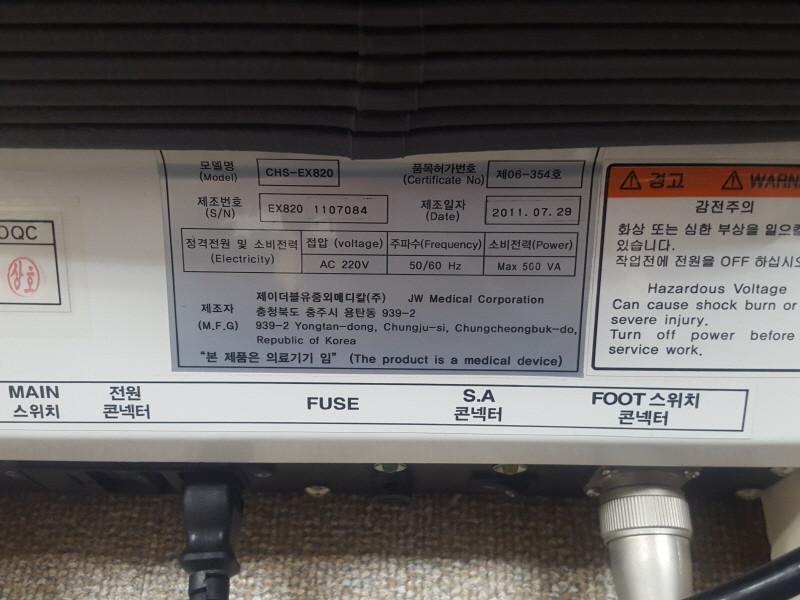 모델명 (Model) CHS-EX820 품목허가번호 (Certificate No) 제06-354호
제조번호 (S/N) EX820 1107084 제조일자 (Date) 2011.07.29
정격전원 및 소비전력 (Electricity) 접압 (voltage) 주파수(Frequency) 소비전력(Power)
AC 220V 50/60 Hz Max 500 VA
제조자 (M.F.G) 제이더블유중외메디칼(주) JW Medical Corporation
충청북도 충주시 용탄동 939-2
939-2 Yongtan-dong, Chungju-si, Chungcheongbuk-do,
Republic of Korea
"본 제품은 의료기기 임" (The product is a medical device)
OQC
상호
경고 WARN
감전주의
화상 또는 심한 부상을 일으킬
있습니다.
작업전에 전원을 OFF 하십시오
Hazardous Voltage
Can cause shock burn or
severe injury.
Turn off power before
service work.
MAIN 스위치
전원 콘넥터
FUSE
S.A 콘넥터
FOOT 스위치 콘넥터